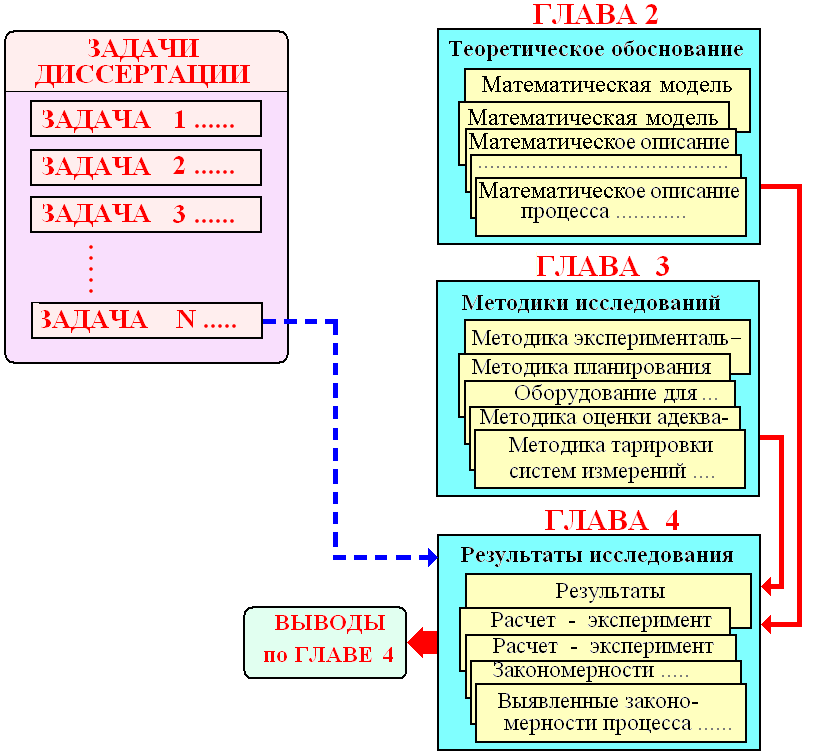 ЗАДАЧИ
ДИССЕРТАЦИИ
ЗАДАЧА 1 ......
ЗАДАЧА 2 ......
ЗАДАЧА 3 ......
ЗАДАЧА N .....
ГЛАВА 2
Теоретическое обоснование
Математическая модель
Математическая модель
Математическое описание
..........................................
Математическое описание
процесса ............
ГЛАВА 3
Методики исследований
Методика эксперименталь–
Методика планирования
Оборудование для ...
Методика оценки адеква-
Методика тарировки
систем измерений ....
ГЛАВА 4
Результаты исследования
Результаты
Расчет - эксперимент
Расчет - эксперимент
Закономерности .....
Выявленные законо-
мерности процесса ......
ВЫВОДЫ
по ГЛАВЕ 4